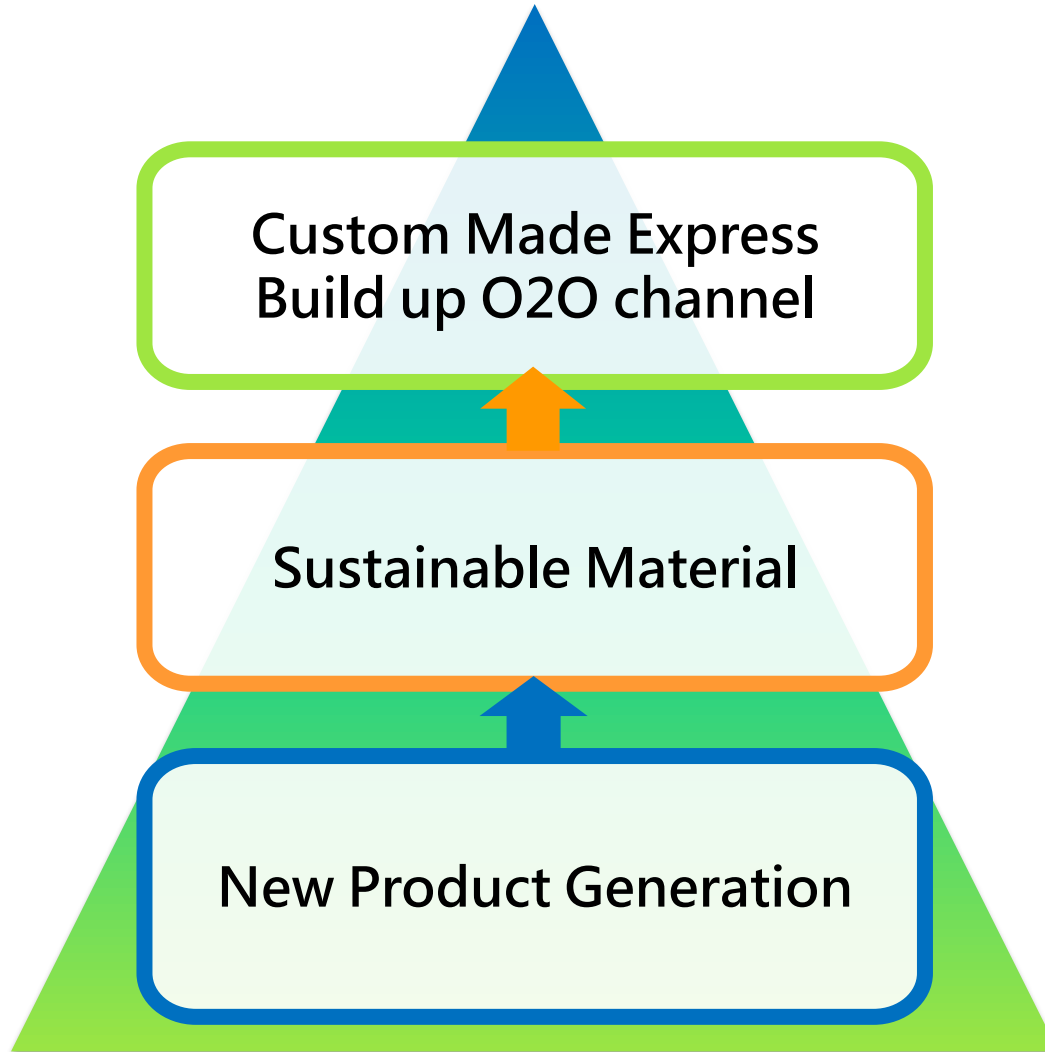 Custom Made Express
Build up O2O channel
Sustainable Material
New Product Generation